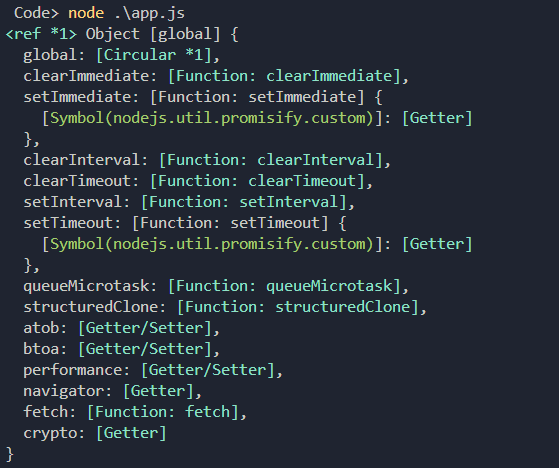 Code> node .\app.js
<ref *1> Object [global] {
  global: [Circular *1],
  clearImmediate: [Function: clearImmediate],
  setImmediate: [Function: setImmediate] {
    [Symbol(nodejs.util.promisify.custom)]: [Getter]
  },
  clearInterval: [Function: clearInterval],
  clearTimeout: [Function: clearTimeout],
  setInterval: [Function: setInterval],
  setTimeout: [Function: setTimeout] {
    [Symbol(nodejs.util.promisify.custom)]: [Getter]
  },
  queueMicrotask: [Function: queueMicrotask],
  structuredClone: [Function: structuredClone],
  atob: [Getter/Setter],
  btoa: [Getter/Setter],
  performance: [Getter/Setter],
  navigator: [Getter],
  fetch: [Function: fetch],
  crypto: [Getter]
}